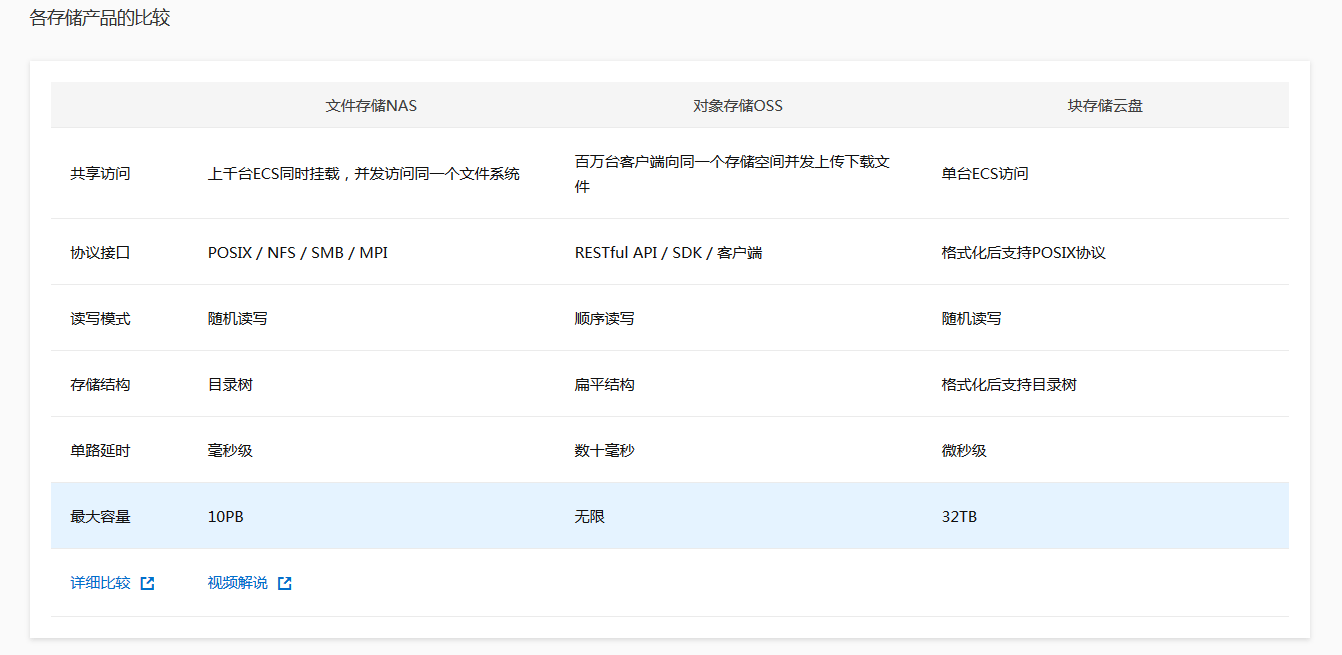 各存储产品的比较
文件存储NAS 对象存储OSS 块存储云盘
共享访问 上千台ECS同时挂载，并发访问同一个文件系统 百万台客户端向同一个存储空间并发上传下载文
件 单台ECS访问
协议接口 POSIX / NFS / SMB / MPI RESTful API / SDK / 客户端 格式化后支持POSIX协议
读写模式 随机读写 顺序读写 随机读写
存储结构 目录树 扁平结构 格式化后支持目录树
单路延时 毫秒级 数十毫秒 微秒级
最大容量 10PB 无限 32TB
详细比较 视频解说